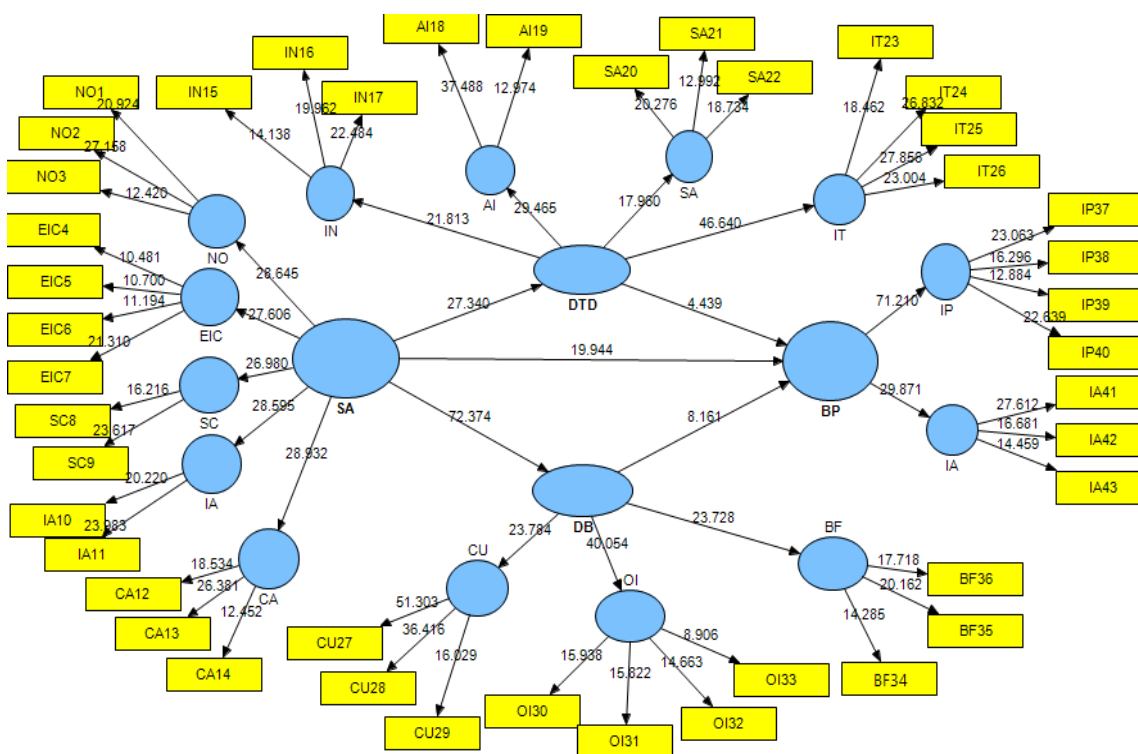 AI18
AI19
SA21
IT23
IN16
SA20
SA22
IT24
NO1
IN15
IN17
IT25
NO2
IT26
NO3
20.924
27.158
12.420
14.138
19.962
22.484
37.488
12.974
20.276
12.992
18.734
18.462
26.832
27.856
23.004
NO
IN
AI
SA
IT
EIC4
EIC5
EIC6
EIC7
10.481
10.700
11.194
21.310
EIC
28.645
27.606
21.813
29.465
17.960
46.640
DTD
27.340
4.439
IP37
IP38
IP39
IP40
23.063
16.296
12.884
22.639
IP
71.210
SC8
SC9
16.216
23.617
SC
26.980
SA
19.944
BP
29.871
IA41
IA42
IA43
27.612
16.681
14.459
IA
28.595
IA
20.220
23.983
IA10
IA11
28.932
72.374
8.161
DB
CA
18.534
26.381
12.452
CA12
CA13
CA14
23.784
40.054
23.728
CU
OI
BF
51.303
36.416
16.029
CU27
CU28
CU29
15.938
15.822
14.663
8.906
OI30
OI31
OI32
OI33
17.718
20.162
14.285
BF36
BF35
BF34